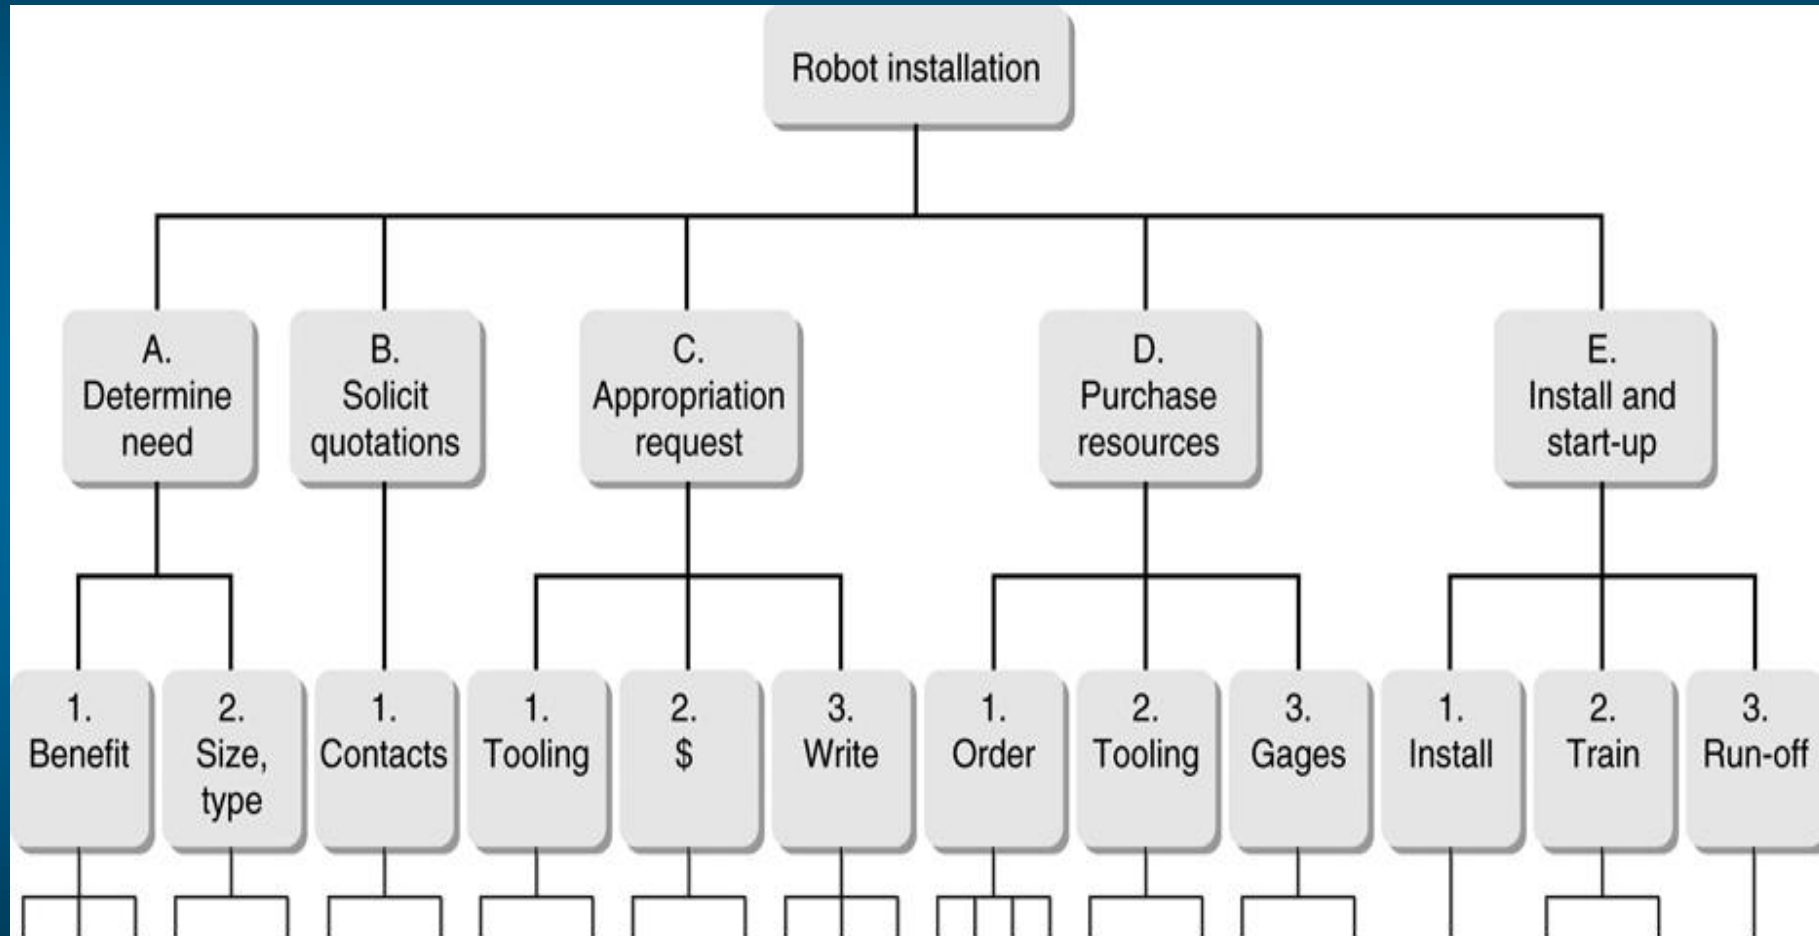 Robot installation
A.
Determine
need
B.
Solicit
quotations
C.
Appropriation
request
D.
Purchase
resources
E.
Install and
start-up
1.
Benefit
2.
Size,
type
1.
Contacts
1.
Tooling
2.
$
3.
Write
1.
Order
2.
Tooling
3.
Gages
1.
Install
2.
Train
3.
Run-off